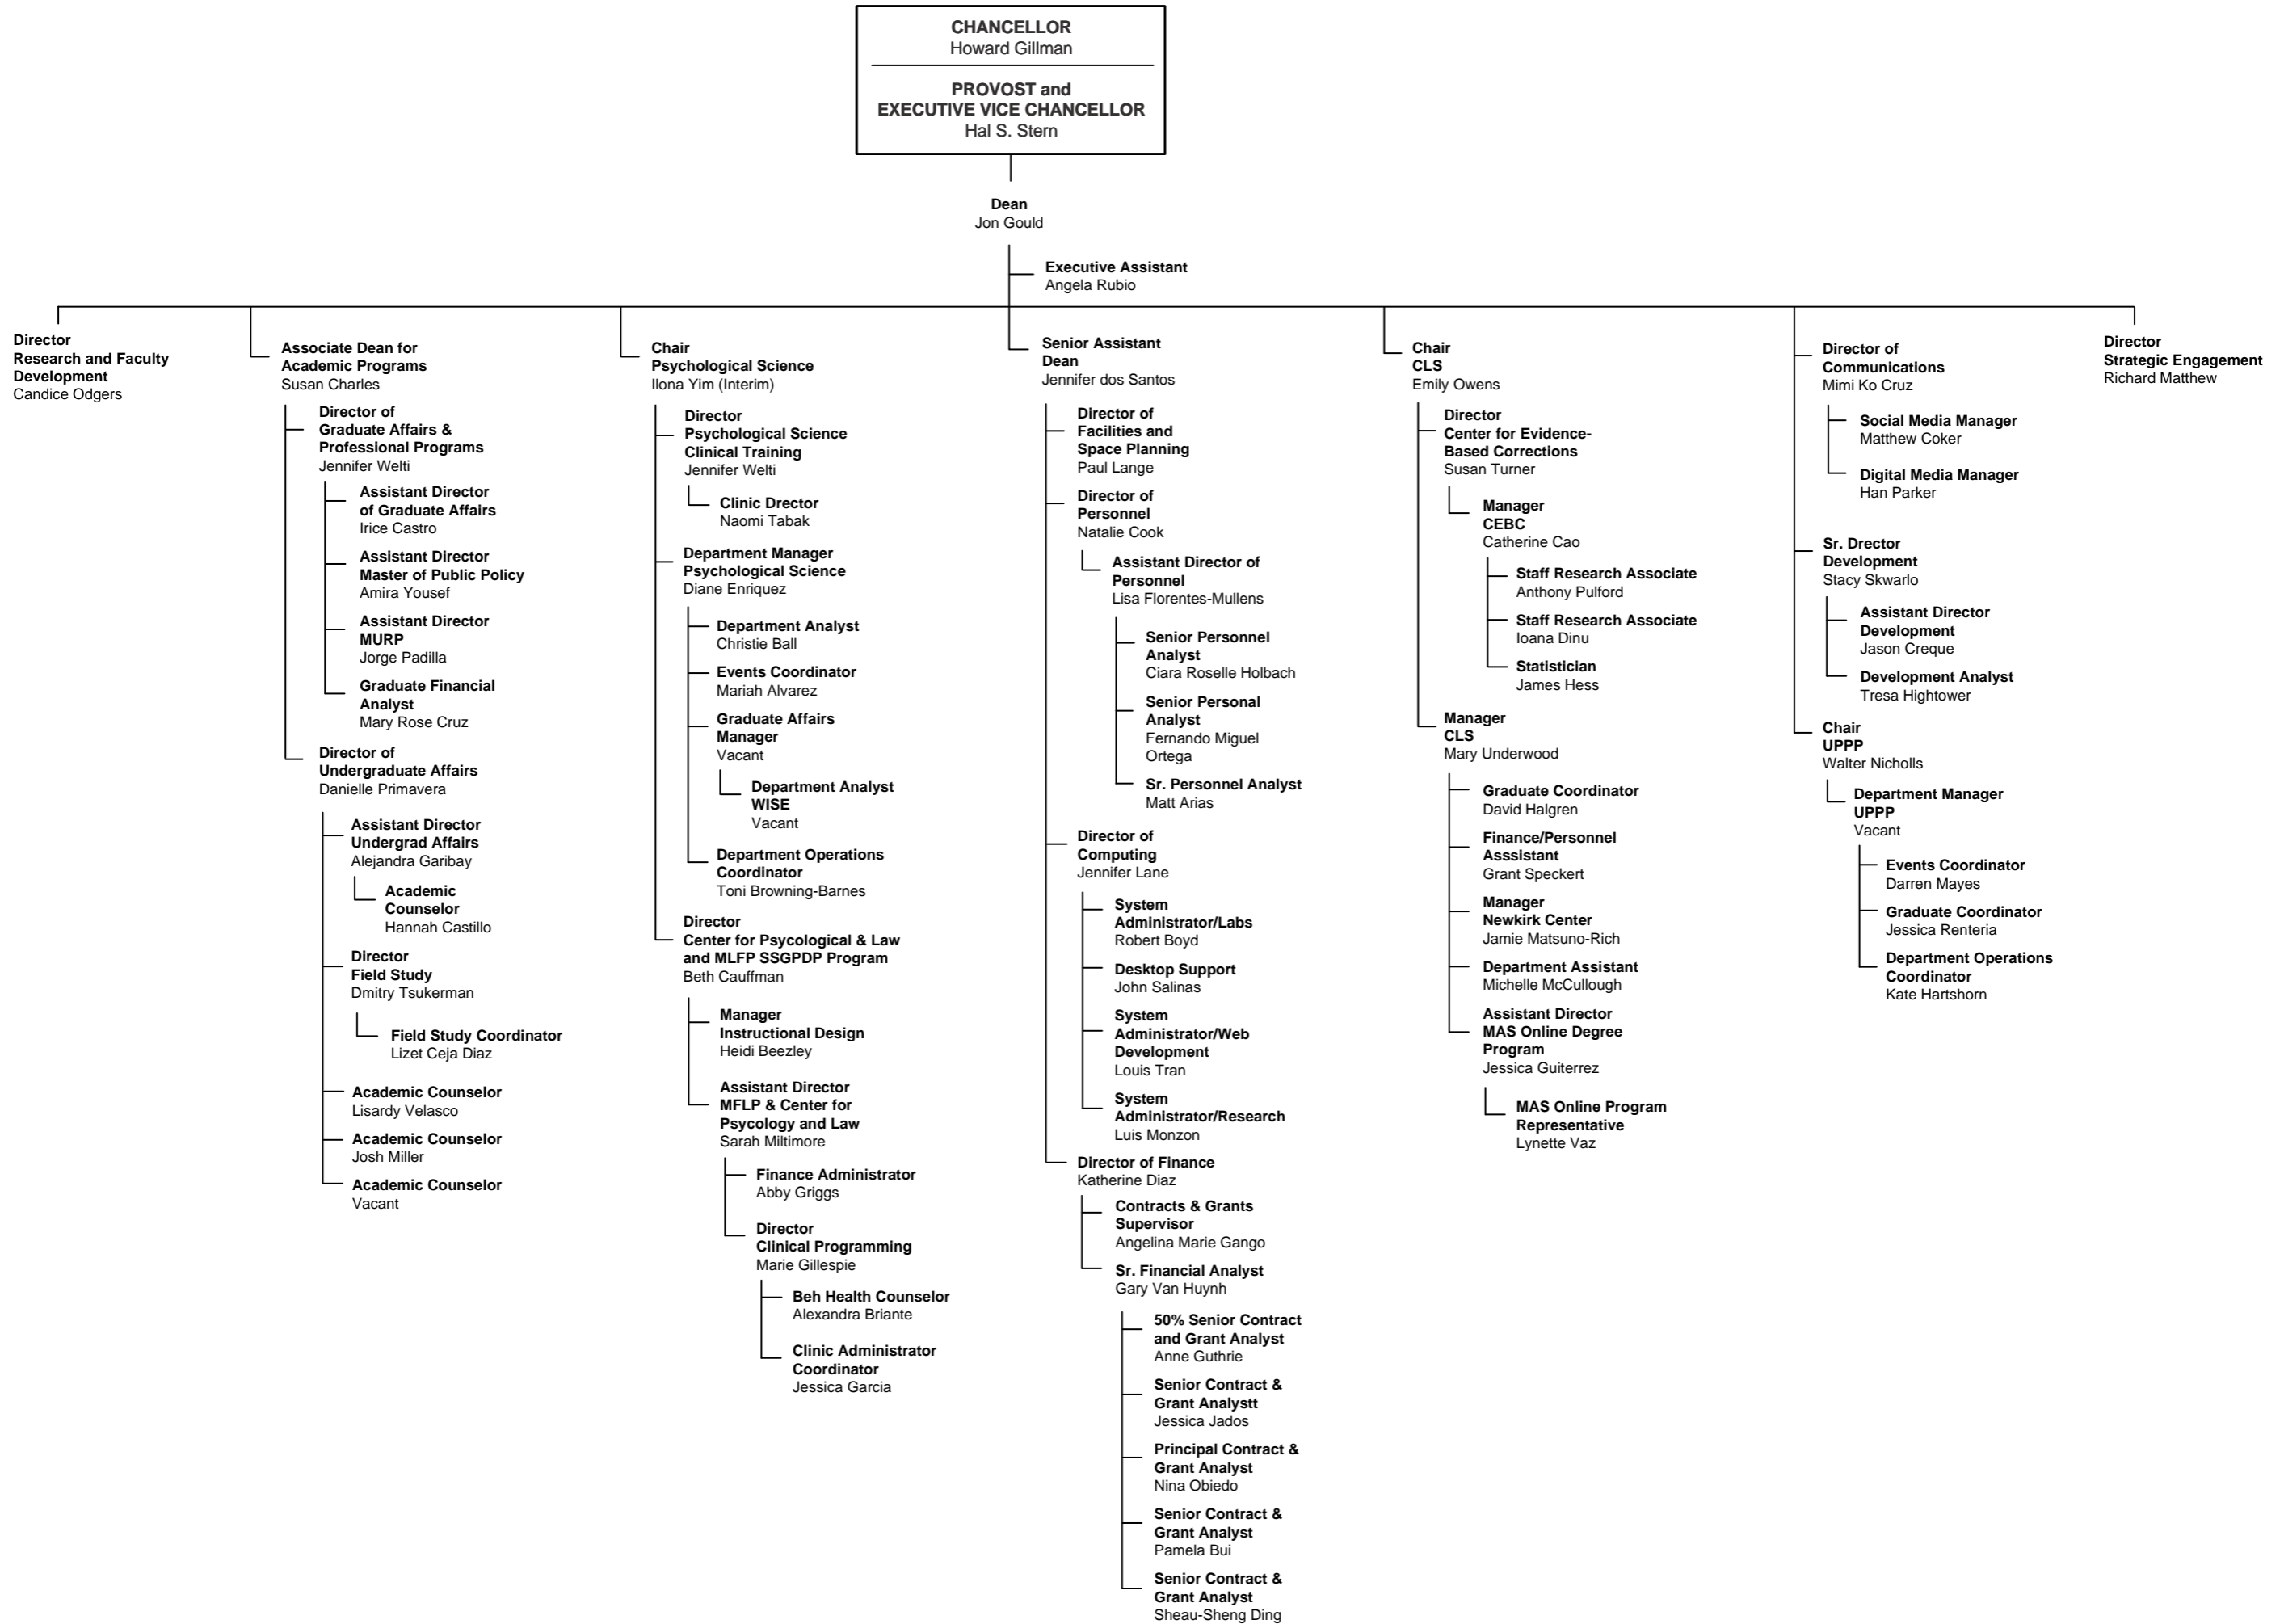 CHANCELLOR
Howard Gillman
PROVOST and
EXECUTIVE VICE CHANCELLOR
Hal S. Stern
Dean
Jon Gould
Executive Assistant
Angela Rubio
Director
Research and Faculty
Development
Candice Odgers
Associate Dean for
Academic Programs
Susan Charles
Director of
Graduate Affairs &
Professional Programs
Jennifer Welti
Assistant Director
of Graduate Affairs
Irice Castro
Assistant Director
Master of Public Policy
Amira Yousef
Assistant Director
MURP
Jorge Padilla
Graduate Financial
Analyst
Mary Rose Cruz
Director of
Undergraduate Affairs
Danielle Primavera
Assistant Director
Undergrad Affairs
Alejandra Garibay
Academic
Counselor
Hannah Castillo
Director
Field Study
Dmitry Tsukerman
Field Study Coordinator
Lizet Ceja Diaz
Academic Counselor
Lisardy Velasco
Academic Counselor
Josh Miller
Academic Counselor
Vacant
Chair
Psychological Science
Ilona Yim (Interim)
Director
Psychological Science
Clinical Training
Jennifer Welti
Clinic Drector
Naomi Tabak
Department Manager
Psychological Science
Diane Enriquez
Department Analyst
Christie Ball
Events Coordinator
Mariah Alvarez
Graduate Affairs
Manager
Vacant
Department Analyst
WISE
Vacant
Department Operations
Coordinator
Toni Browning-Barnes
Director
Center for Psycological & Law
and MLFP SSGPDP Program
Beth Cauffman
Manager
Instructional Design
Heidi Beezley
Assistant Director
MFLP & Center for
Psycology and Law
Sarah Miltimore
Finance Administrator
Abby Griggs
Director
Clinical Programming
Marie Gillespie
Beh Health Counselor
Alexandra Briante
Clinic Administrator
Coordinator
Jessica Garcia
Senior Assistant
Dean
Jennifer dos Santos
Director of
Facilities and
Space Planning
Paul Lange
Director of
Personnel
Natalie Cook
Assistant Director of
Personnel
Lisa Florentes-Mullens
Senior Personnel
Analyst
Ciara Roselle Holbach
Senior Personal
Analyst
Fernando Miguel
Ortega
Sr. Personnel Analyst
Matt Arias
Director of
Computing
Jennifer Lane
System
Administrator/Labs
Robert Boyd
Desktop Support
John Salinas
System
Administrator/Web
Development
Louis Tran
System
Administrator/Research
Luis Monzon
Director of Finance
Katherine Diaz
Contracts & Grants
Supervisor
Angelina Marie Gango
Sr. Financial Analyst
Gary Van Huynh
50% Senior Contract
and Grant Analyst
Anne Guthrie
Senior Contract &
Grant Analystt
Jessica Jados
Principal Contract &
Grant Analyst
Nina Obiedo
Senior Contract &
Grant Analyst
Pamela Bui
Senior Contract &
Grant Analyst
Sheau-Sheng Ding
Chair
CLS
Emily Owens
Director
Center for Evidence-
Based Corrections
Susan Turner
Manager
CEBC
Catherine Cao
Staff Research Associate
Anthony Pulford
Staff Research Associate
Ioana Dinu
Statistician
James Hess
Manager
CLS
Mary Underwood
Graduate Coordinator
David Halgren
Finance/Personnel
Asssistant
Grant Speckert
Manager
Newkirk Center
Jamie Matsuno-Rich
Department Assistant
Michelle McCullough
Assistant Director
MAS Online Degree
Program
Jessica Guiterrez
MAS Online Program
Representative
Lynette Vaz
Director of
Communications
Mimi Ko Cruz
Social Media Manager
Matthew Coker
Digital Media Manager
Han Parker
Sr. Drector
Development
Stacy Skwarlo
Assistant Director
Development
Jason Creque
Development Analyst
Tresa Hightower
Chair
UPPP
Walter Nicholls
Department Manager
UPPP
Vacant
Events Coordinator
Darren Mayes
Graduate Coordinator
Jessica Renteria
Department Operations
Coordinator
Kate Hartshorn
Director
Strategic Engagement
Richard Matthew